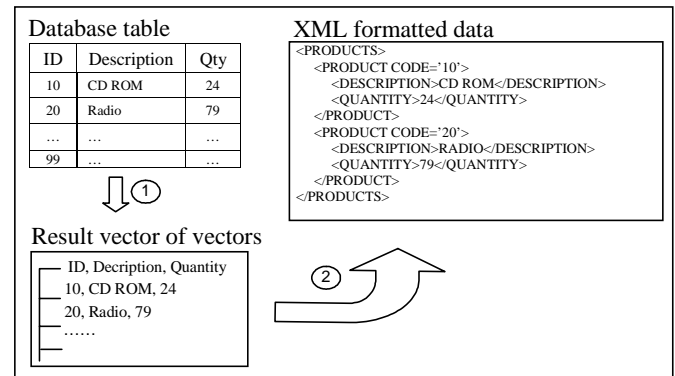 Database table
ID Description Qty
10 CD ROM 24
20 Radio 79
... ... ...
99 ... ...
1
Result vector of vectors
ID, Decription, Quantity
10, CD ROM, 24
20, Radio, 79
......
2
XML formatted data
<PRODUCTS>
<PRODUCT CODE='10'>
<DESCRIPTION>CD ROM</DESCRIPTION>
<QUANTITY>24</QUANTITY>
</PRODUCT>
<PRODUCT CODE='20'>
<DESCRIPTION>RADIO</DESCRIPTION>
<QUANTITY>79</QUANTITY>
</PRODUCT>
</PRODUCTS>